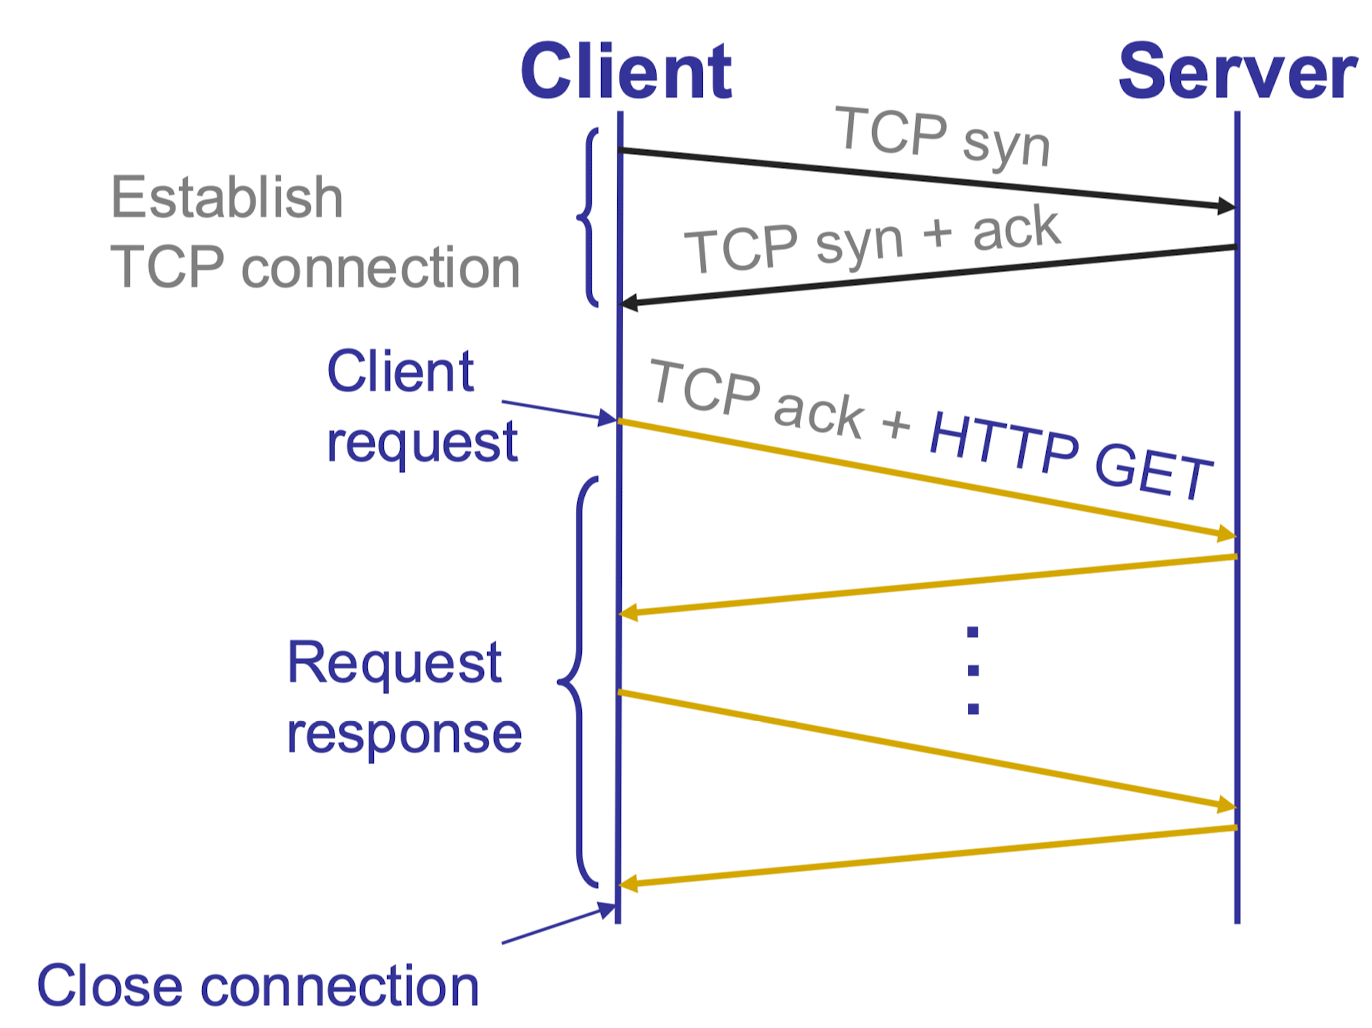 Client
Server
TCP syn
Establish
TCP connection
TCP syn + ack
Client
request
TCP ack + HTTP GET
Request
response
Close connection